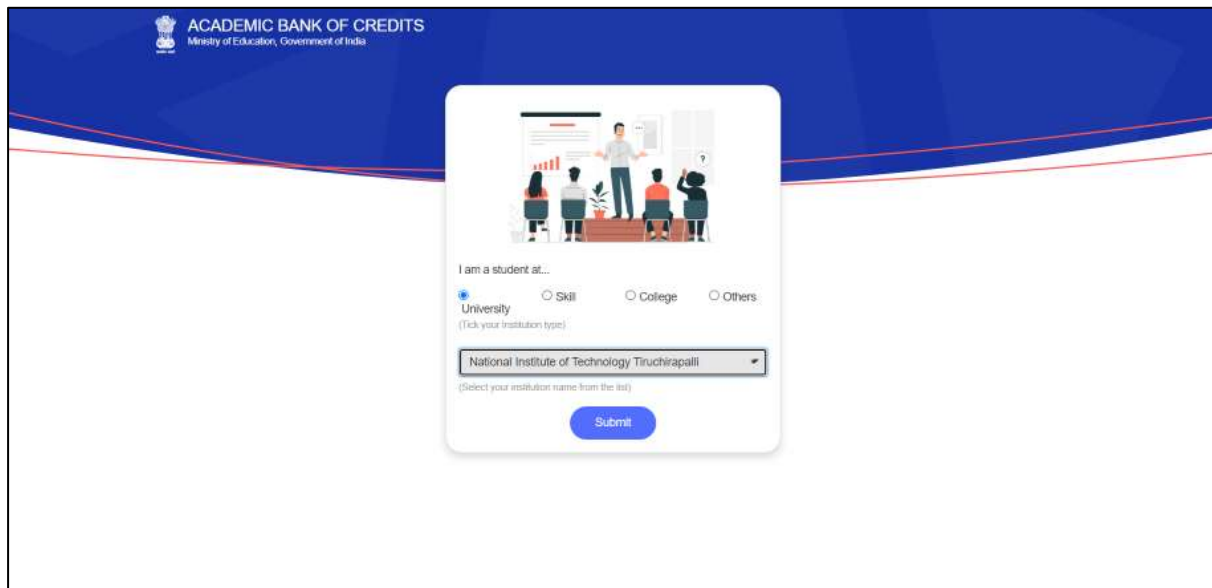 ACADEMIC BANK OF CREDITS
Ministry of Education, Government of India
?
I am a student at...
Skill College Others
University
(Tick your institution type)
National Institute of Technology Tiruchirapalli
(Select your institution name from the list)
Submit